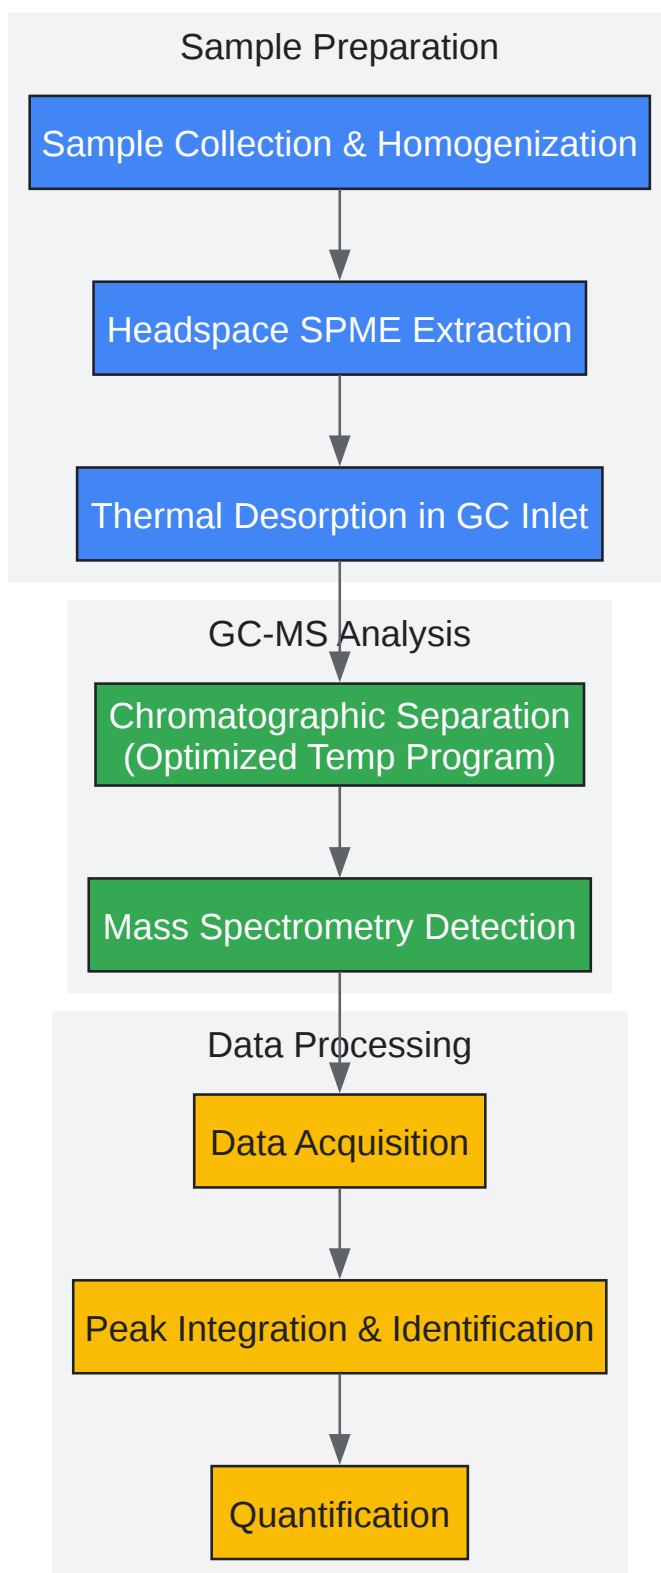 Sample Preparation
Sample Collection & Homogenization
Headspace SPME Extraction
Thermal Desorption in GC Inlet
GC-MS Analysis
Chromatographic Separation
(Optimized Temp Program)
Mass Spectrometry Detection
Data Processing
Data Acquisition
Peak Integration & Identification
Quantification